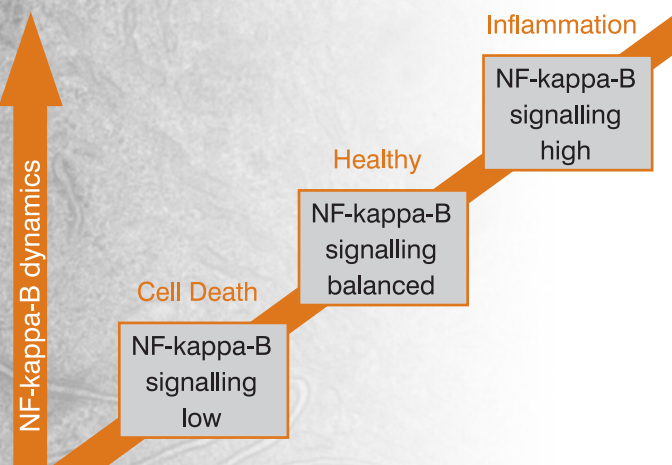 Inflammation
NF-kappa-B
signalling
high
Healthy
NF-kappa-B
signalling
balanced
Cell Death
NF-kappa-B
signalling
low
NF-kappa-B dynamics